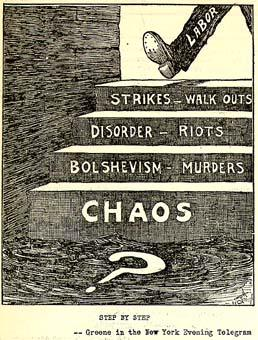 LABOR
STRIKES - WALK OUTS
DISORDER - RIOTS
BOLSHEVISM - MURDERS
CHAOS
?
STEP BY STEP
-- Greene in the New York Evening Telegram